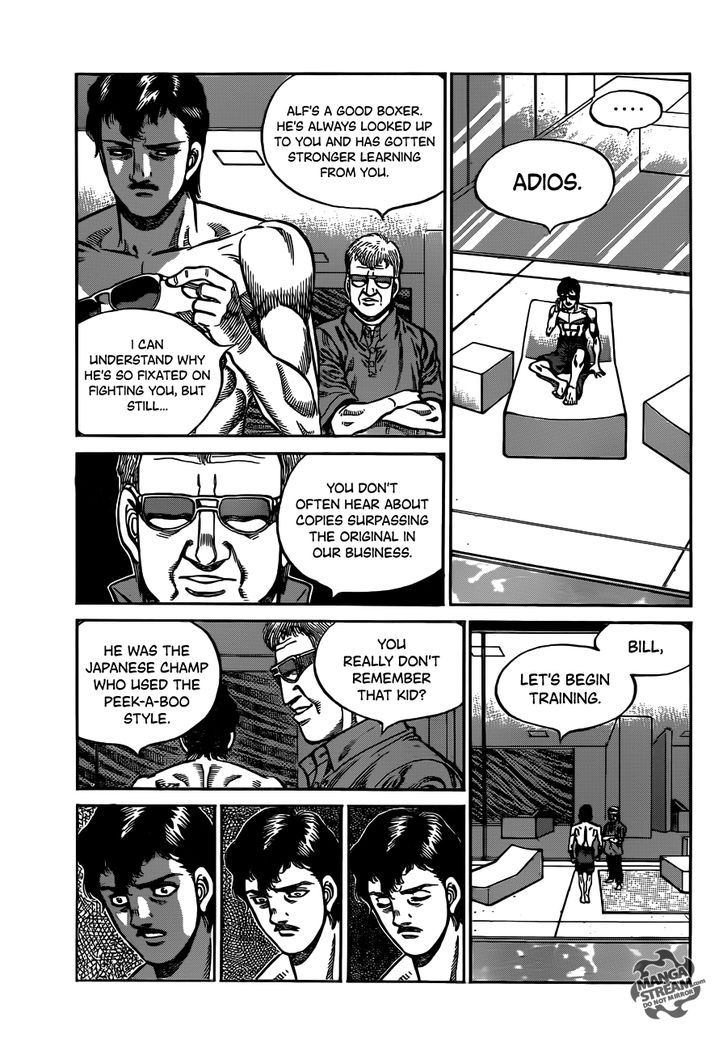 ....
ADIOS.
ALF'S A GOOD BOXER.
HE'S ALWAYS LOOKED UP
TO YOU AND HAS GOTTEN
STRONGER LEARNING
FROM YOU.
I CAN
UNDERSTAND WHY
HE'S SO FIXATED ON
FIGHTING YOU, BUT
STILL...
YOU DON'T
OFTEN HEAR ABOUT
COPIES SURPASSING
THE ORIGINAL IN
OUR BUSINESS.
BILL,
LET'S BEGIN
TRAINING.
YOU
REALLY DON'T
REMEMBER
THAT KID?
HE WAS THE
JAPANESE CHAMP
WHO USED THE
PEEK-A-BOO
STYLE.
MANGA
STREAM.COM
DO NOT MIRROR